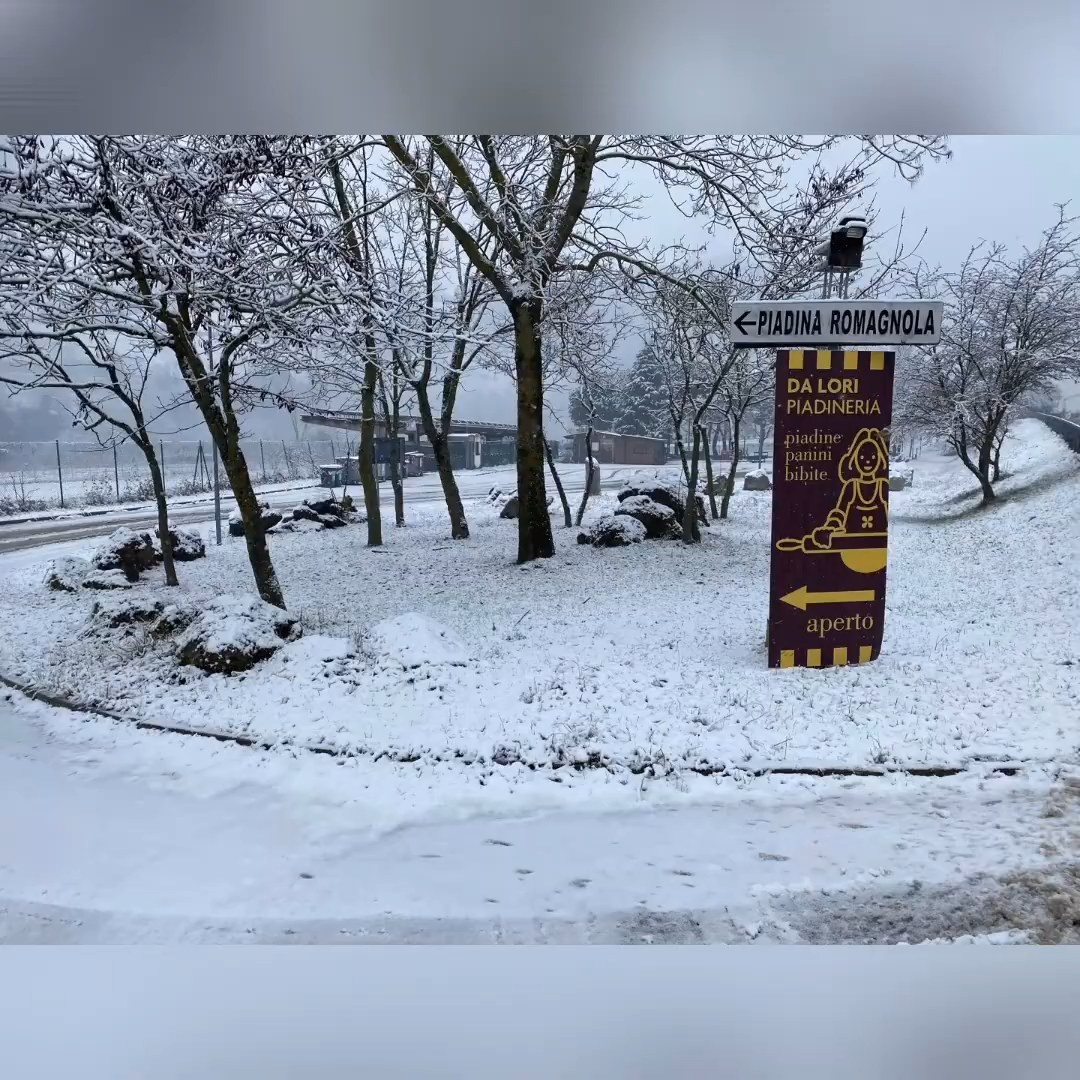 ←PIADINA ROMAGNOLA
DA LORI
PIADINERIA
piadine
panini
bibite
aperto